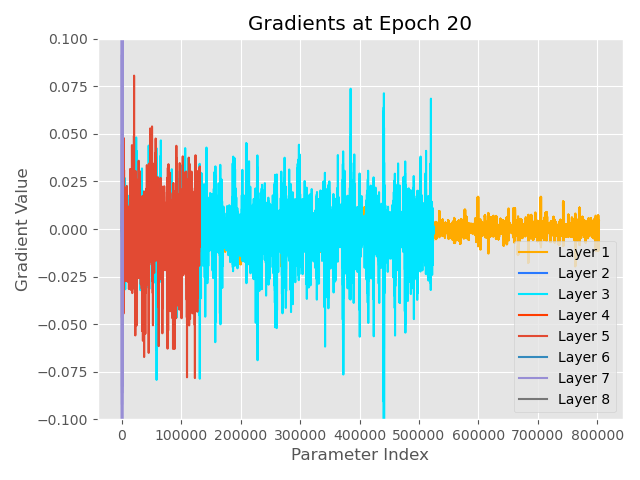 Gradients at Epoch 20
Gradient Value
0.100
0.075
0.050
0.025
0.000
−0.025
−0.050
−0.075
−0.100
Layer 1
Layer 2
Layer 3
Layer 4
Layer 5
Layer 6
Layer 7
Layer 8
0 100000 200000 300000 400000 500000 600000 700000 800000
Parameter Index